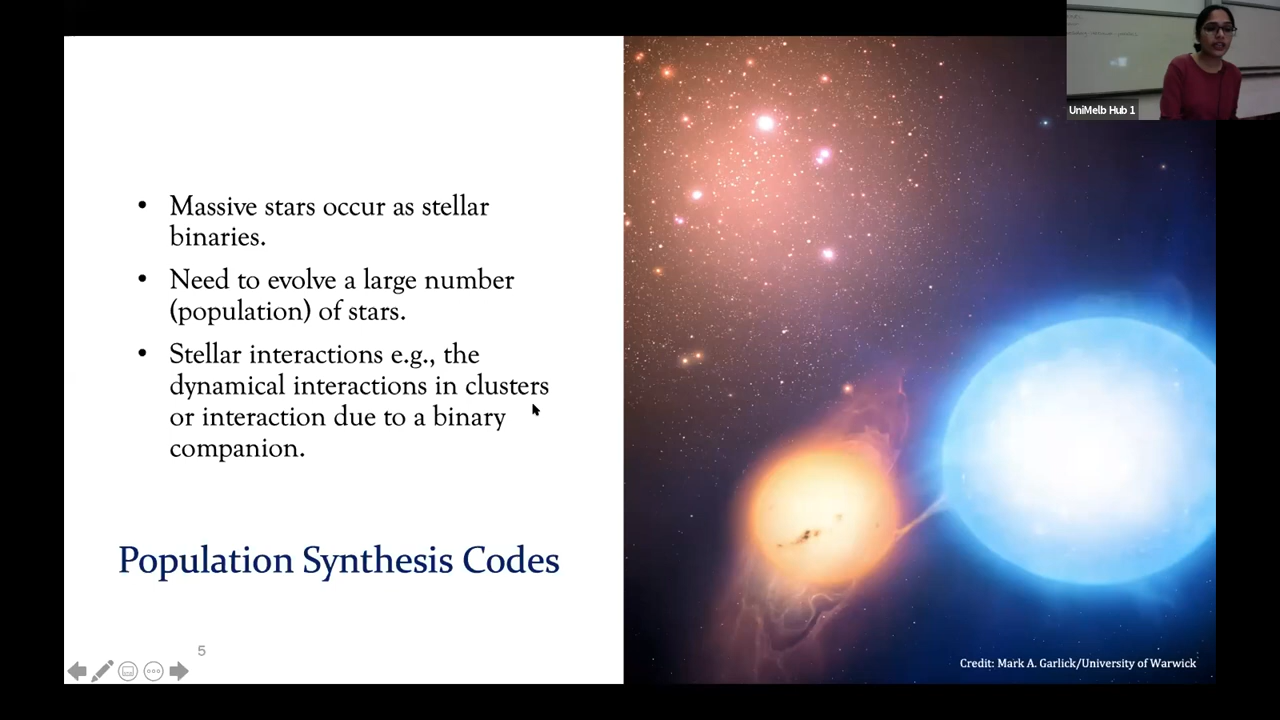 UniMelb Hub 1
• Massive stars occur as stellar
binaries.
• Need to evolve a large number
(population) of stars.
• Stellar interactions e.g., the
dynamical interactions in clusters
or interaction due to a binary
companion.
Population Synthesis Codes
5
Credit: Mark A. Garlick/University of Warwick